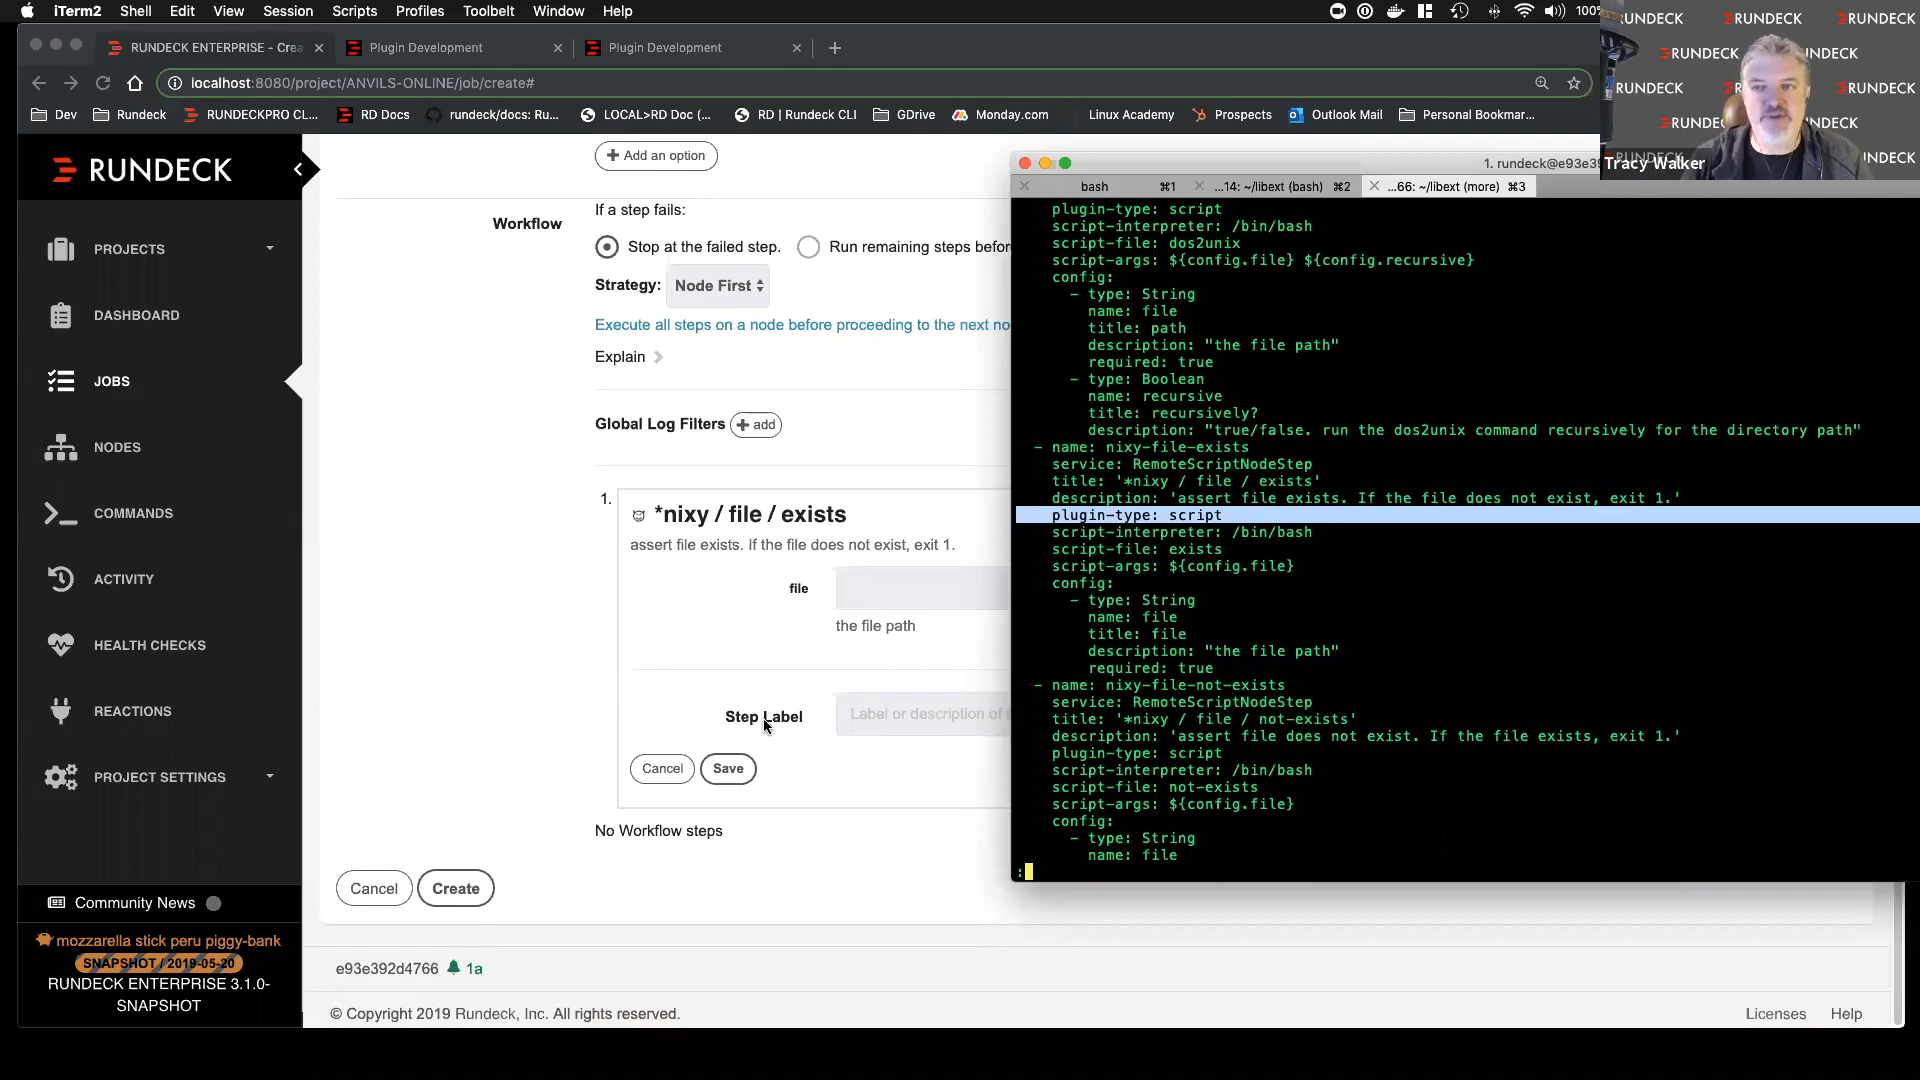 iTerm2 Shell Edit View Session Scripts Profiles Toolbelt Window Help 100%
RUNDECK ENTERPRISE - Crea
Plugin Development
Plugin Development
localhost:8080/project/ANVILS-ONLINE/job/create#
Dev Rundeck RUNDECKPRO CL... RD Docs rundeck/docs: Ru... LOCAL>RD Doc (... RD | Rundeck CLI GDrive Monday.com Linux Academy Prospects Outlook Mail Personal Bookmar...
RUNDECK
PROJECTS
DASHBOARD
JOBS
NODES
COMMANDS
ACTIVITY
HEALTH CHECKS
REACTIONS
PROJECT SETTINGS
Community News
mozzarella stick peru piggy-bank
SNAPSHOT / 2019-05-20
RUNDECK ENTERPRISE 3.1.0-
SNAPSHOT
+ Add an option
Workflow
If a step fails:
Stop at the failed step. Run remaining steps befor
Strategy: Node First
Execute all steps on a node before proceeding to the next no
Explain
Global Log Filters + add
1.
*nixy / file / exists
assert file exists. If the file does not exist, exit 1.
file
the file path
Step Label
Label or description of t
Cancel Save
No Workflow steps
Cancel Create
e93e392d4766 1a
© Copyright 2019 Rundeck, Inc. All rights reserved.
Licenses Help
1. rundeck@e93e39
bash ⌘1 ...14: ~/libext (bash) ⌘2 ...66: ~/libext (more) ⌘3
plugin-type: script
script-interpreter: /bin/bash
script-file: dos2unix
script-args: ${config.file} ${config.recursive}
config:
- type: String
name: file
title: path
description: "the file path"
required: true
- type: Boolean
name: recursive
title: recursively?
description: "true/false. run the dos2unix command recursively for the directory path"
- name: nixy-file-exists
service: RemoteScriptNodeStep
title: '*nixy / file / exists'
description: 'assert file exists. If the file does not exist, exit 1.'
plugin-type: script
script-interpreter: /bin/bash
script-file: exists
script-args: ${config.file}
config:
- type: String
name: file
title: file
description: "the file path"
required: true
- name: nixy-file-not-exists
service: RemoteScriptNodeStep
title: '*nixy / file / not-exists'
description: 'assert file does not exist. If the file exists, exit 1.'
plugin-type: script
script-interpreter: /bin/bash
script-file: not-exists
script-args: ${config.file}
config:
- type: String
name: file
:
UNDECK RUNDECK RUNDECK
RUNDECK UNDECK
RUNDECK RUNDECK
RUNDEC UNDECK
Tracy Walker